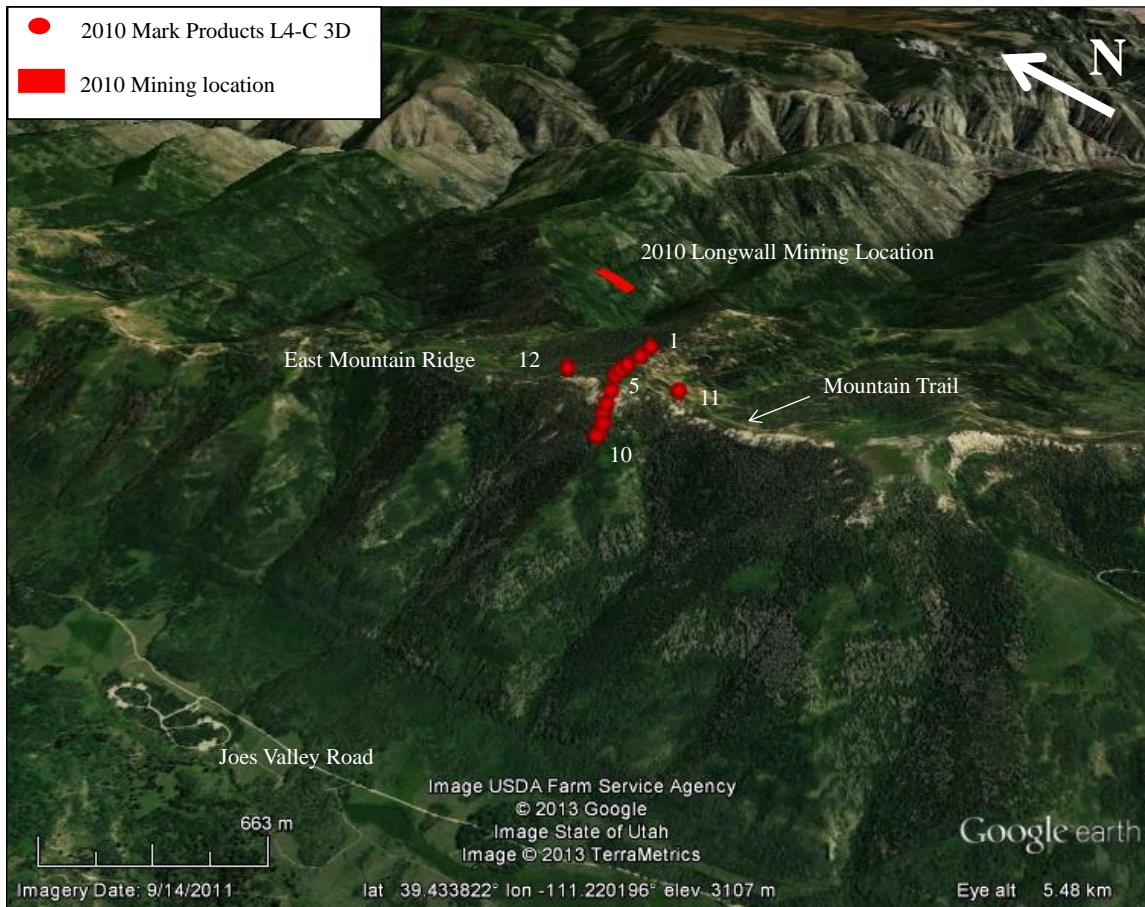 2010 Mark Products L4-C 3D
2010 Mining location
N
2010 Longwall Mining Location
1
East Mountain Ridge
12
5
11
Mountain Trail
10
Joes Valley Road
663 m
Image USDA Farm Service Agency
© 2013 Google
Image State of Utah
Image © 2013 TerraMetrics
Google earth
Imagery Date: 9/14/2011
lat 39.433822° lon -111.220196° elev 3107 m
Eye alt 5.48 km